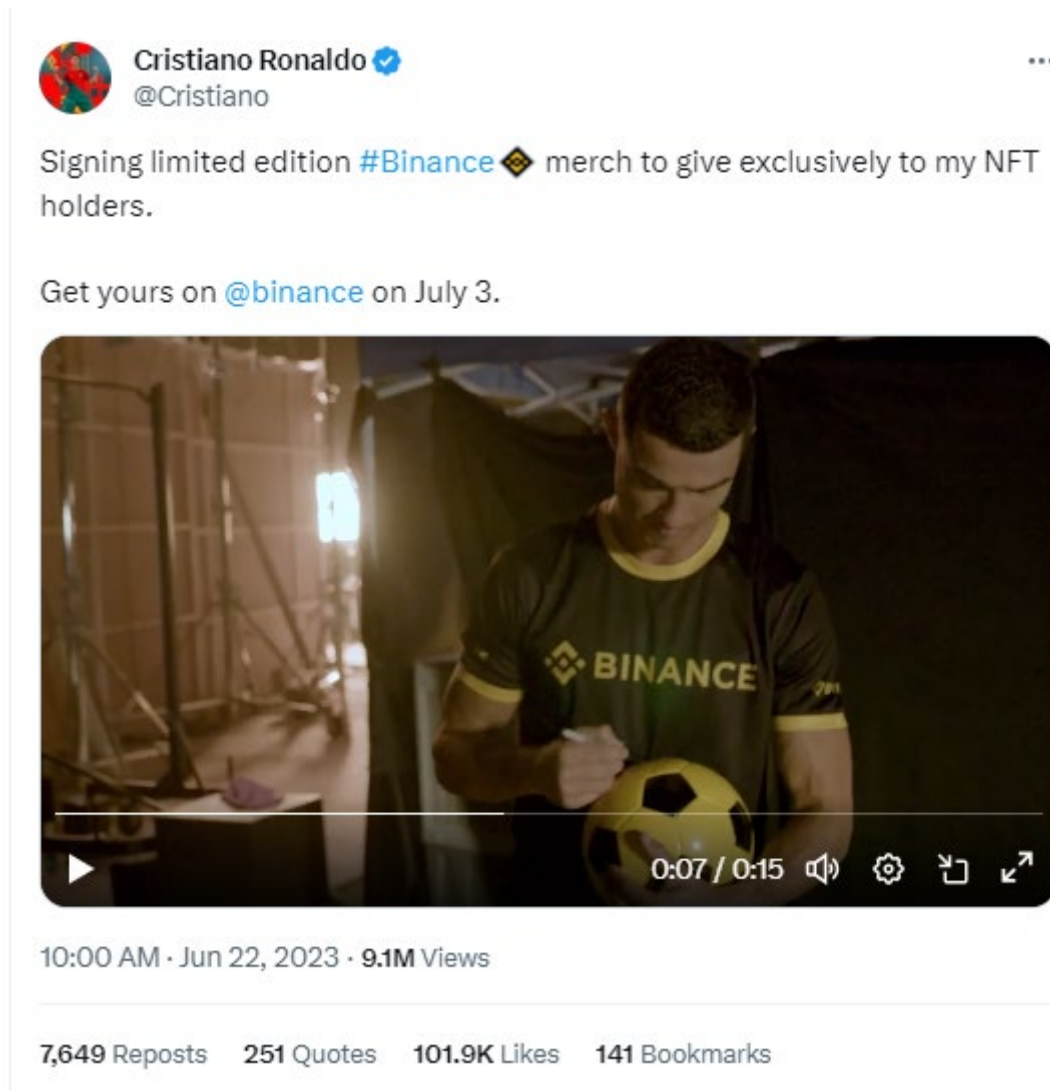 Cristiano Ronaldo
@Cristiano
Signing limited edition #Binance merch to give exclusively to my NFT
holders.
Get yours on @binance on July 3.
BINANCE
0:07 / 0:15
10:00 AM · Jun 22, 2023 · 9.1M Views
7,649 Reposts 251 Quotes 101.9K Likes 141 Bookmarks